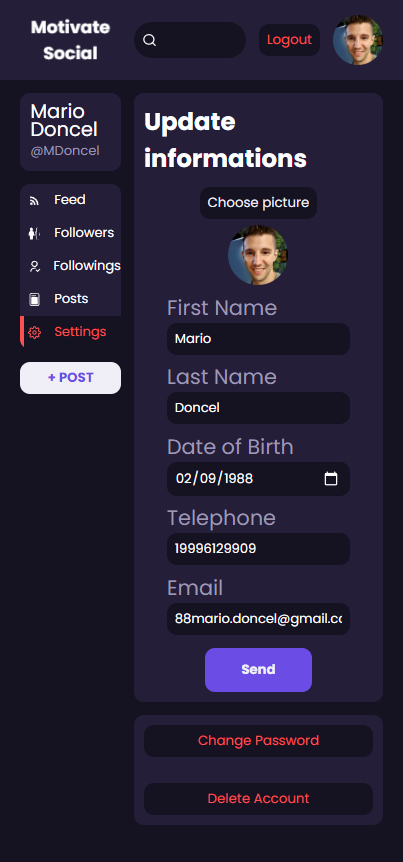 Motivate
Social
Logout
Mario
Doncel
@MDoncel
Feed
Followers
Followings
Posts
Settings
+ POST
Update
informations
Choose picture
First Name
Mario
Last Name
Doncel
Date of Birth
02/09/1988
Telephone
19996129909
Email
88mario.doncel@gmail.co
Send
Change Password
Delete Account